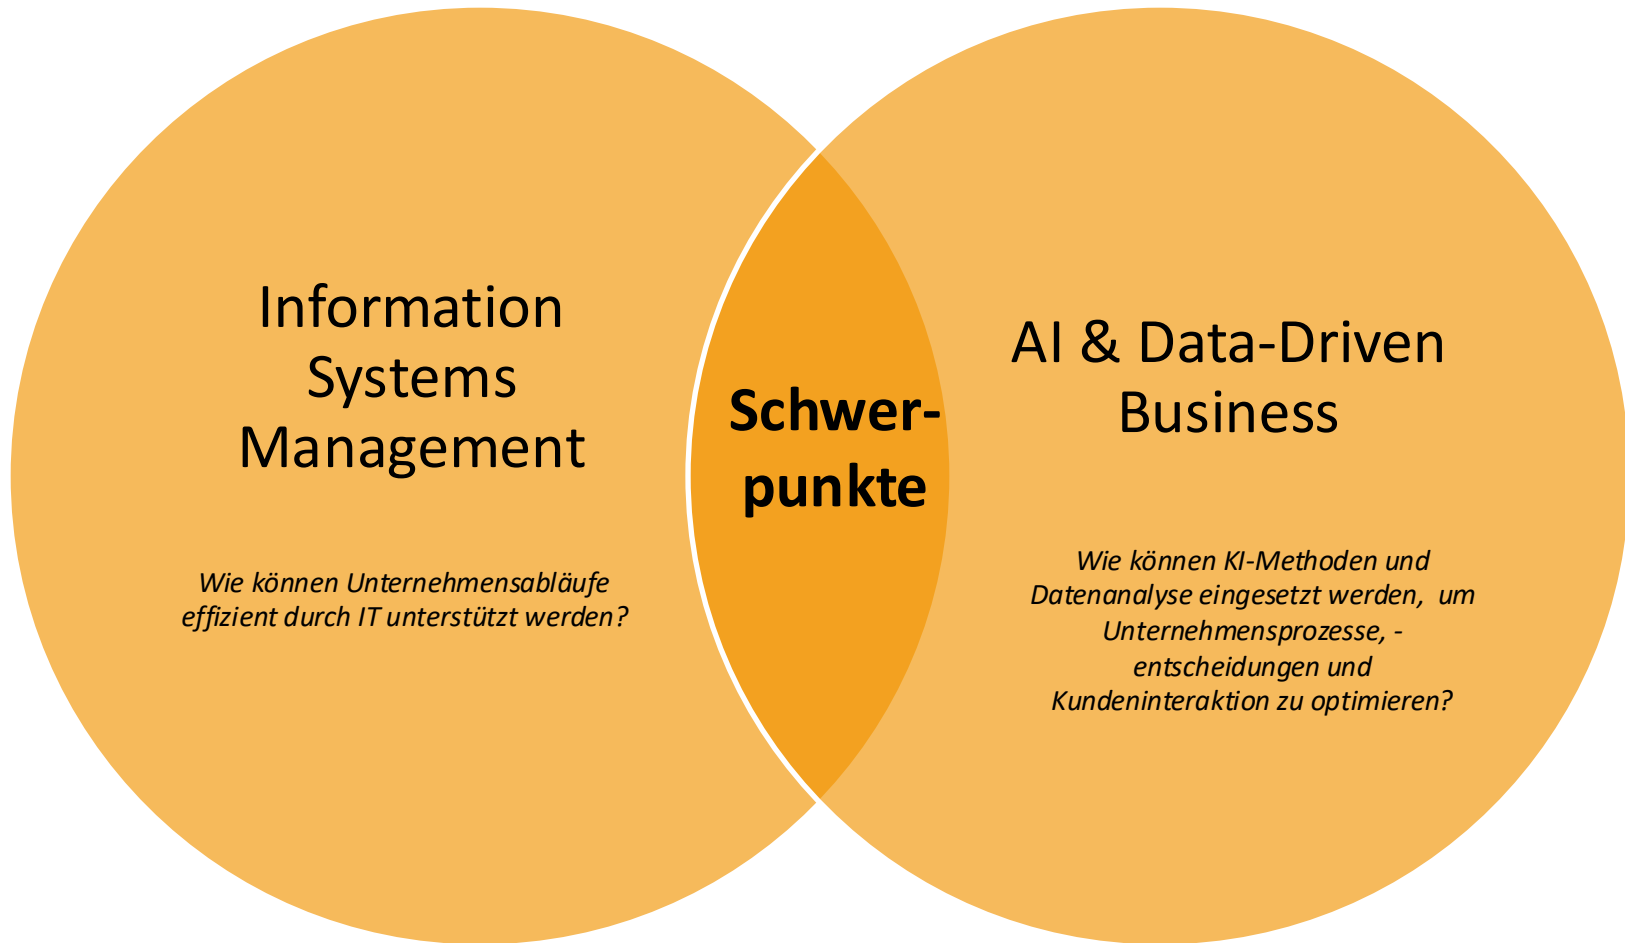 Information
Systems
Management
Wie können Unternehmensabläufe
effizient durch IT unterstützt werden?
Schwer-
punkte
AI & Data-Driven
Business
Wie können KI-Methoden und
Datenanalyse eingesetzt werden,  um
Unternehmensprozesse, -
entscheidungen und
Kundeninteraktion zu optimieren?